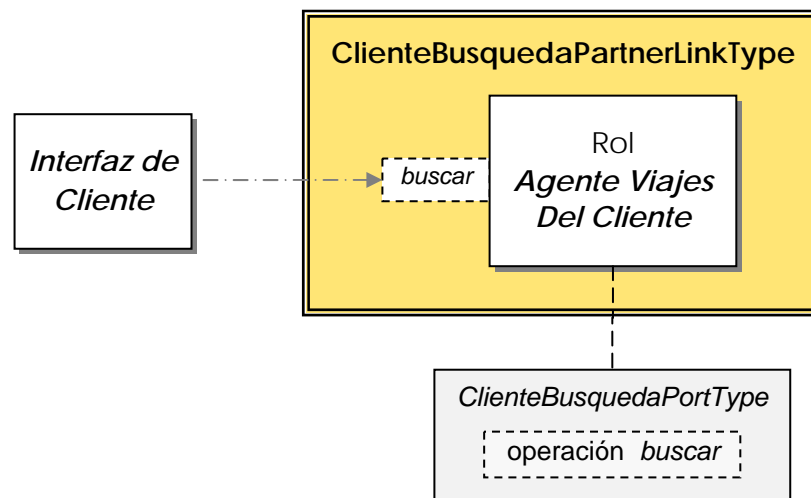 ClienteBusquedaPartnerLinkType
Interfaz de
Cliente
buscar
Rol
Agente Viajes
Del Cliente
ClienteBusquedaPortType
operación buscar